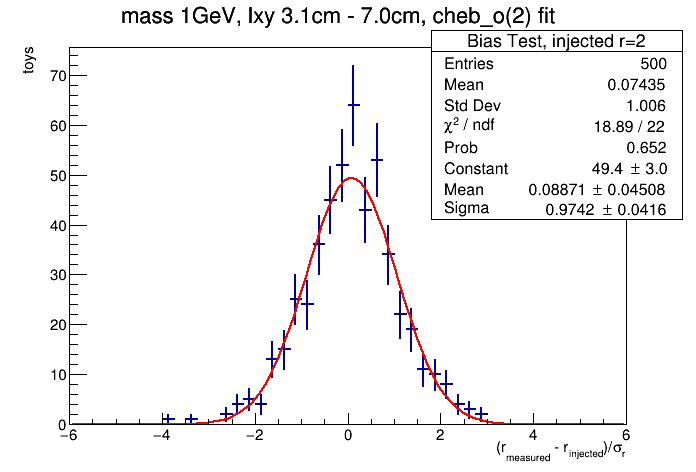 mass 1GeV, lxy 3.1cm - 7.0cm, cheb_o(2) fit
Bias Test, injected r=2
Entries 500
Mean 0.07435
Std Dev 1.006
χ² / ndf 18.89 / 22
Prob 0.652
Constant 49.4 ± 3.0
Mean 0.08871 ± 0.04508
Sigma 0.9742 ± 0.0416
toys
70
60
50
40
30
20
10
0
−6 −4 −2 0 2 4 6
(r_measured - r_injected)/σ_r